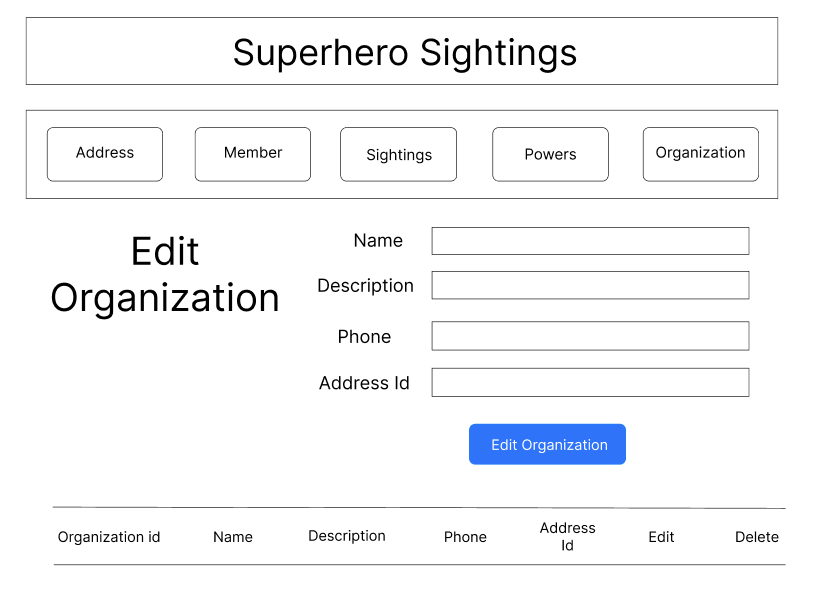 Superhero Sightings
Address
Member
Sightings
Powers
Organization
Edit
Organization
Name
Description
Phone
Address Id
Edit Organization
Organization id
Name
Description
Phone
Address
Id
Edit
Delete